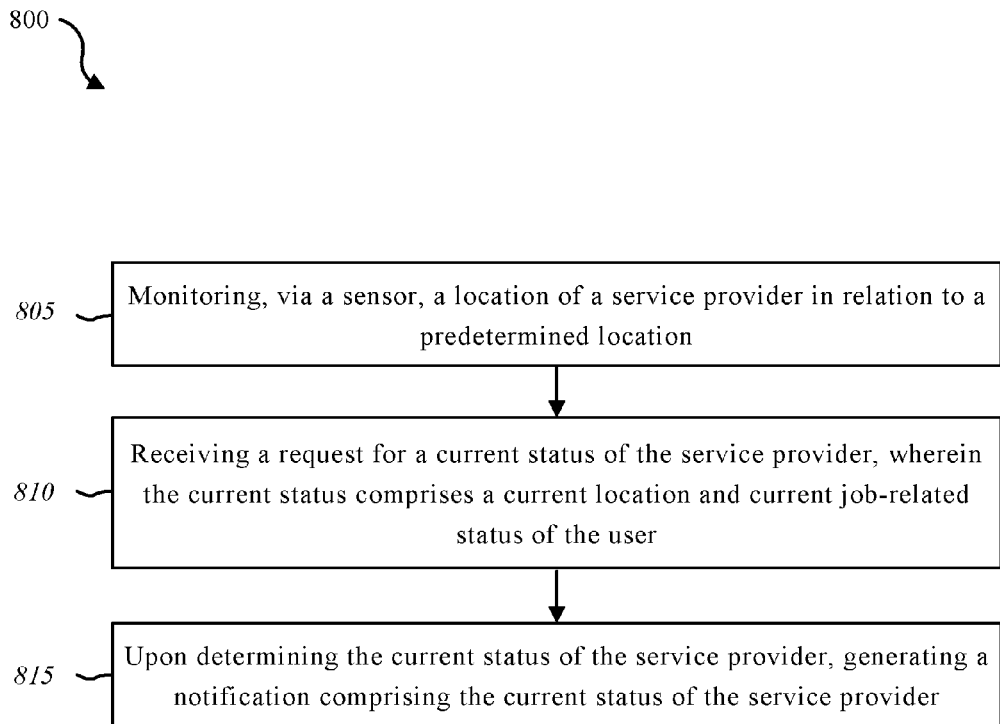 800
805
Monitoring, via a sensor, a location of a service provider in relation to a
predetermined location
810
Receiving a request for a current status of the service provider, wherein
the current status comprises a current location and current job-related
status of the user
815
Upon determining the current status of the service provider, generating a
notification comprising the current status of the service provider